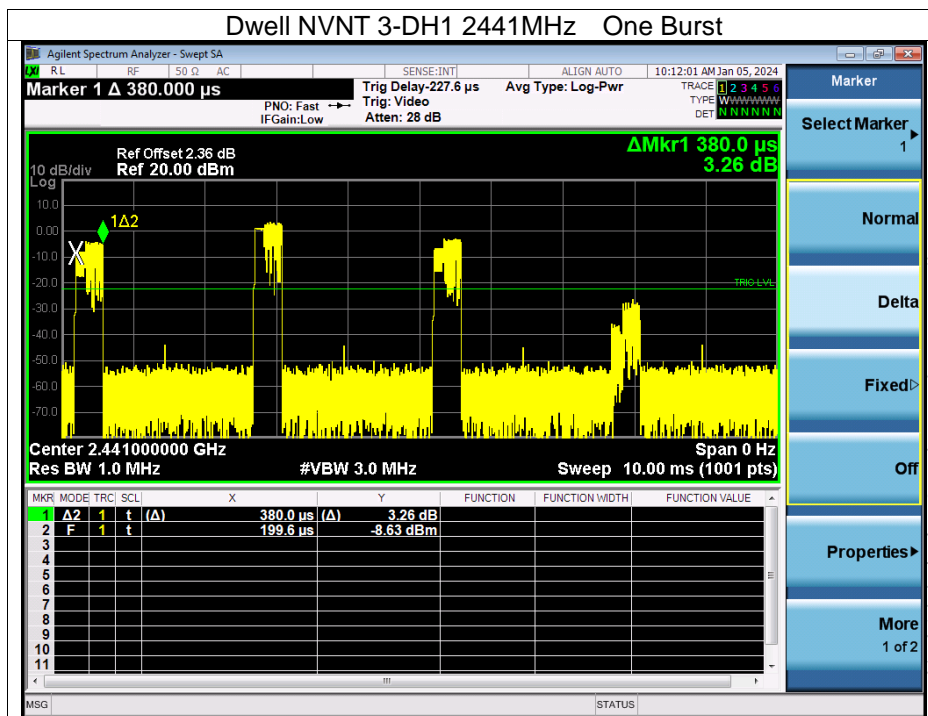 Dwell NVNT 3-DH1 2441MHz One Burst
Agilent Spectrum Analyzer - Swept SA
LXI RL RF 50 Ω AC SENSE:INT ALIGN AUTO 10:12:01 AM Jan 05, 2024
Marker 1 Δ 380.000 µs
PNO: Fast
IFGain:Low
Trig Delay-227.6 µs
Trig: Video
Atten: 28 dB
Avg Type: Log-Pwr
TRACE 1 2 3 4 5 6
TYPE WWWWWW
DET N N N N N N
ΔMkr1 380.0 µs
3.26 dB
Ref Offset 2.36 dB
10 dB/div Ref 20.00 dBm
Log
10.0
0.00
-10.0
-20.0
-30.0
-40.0
-50.0
-60.0
-70.0
1Δ2
X
TRIG LVL
Center 2.441000000 GHz Span 0 Hz
Res BW 1.0 MHz #VBW 3.0 MHz Sweep 10.00 ms (1001 pts)
MKR MODE TRC SCL X Y FUNCTION FUNCTION WIDTH FUNCTION VALUE
1 Δ2 1 t (Δ) 380.0 µs (Δ) 3.26 dB
2 F 1 t 199.6 µs -8.63 dBm
3
4
5
6
7
8
9
10
11
MSG STATUS
Marker
Select Marker
1
Normal
Delta
Fixed
Off
Properties
More
1 of 2